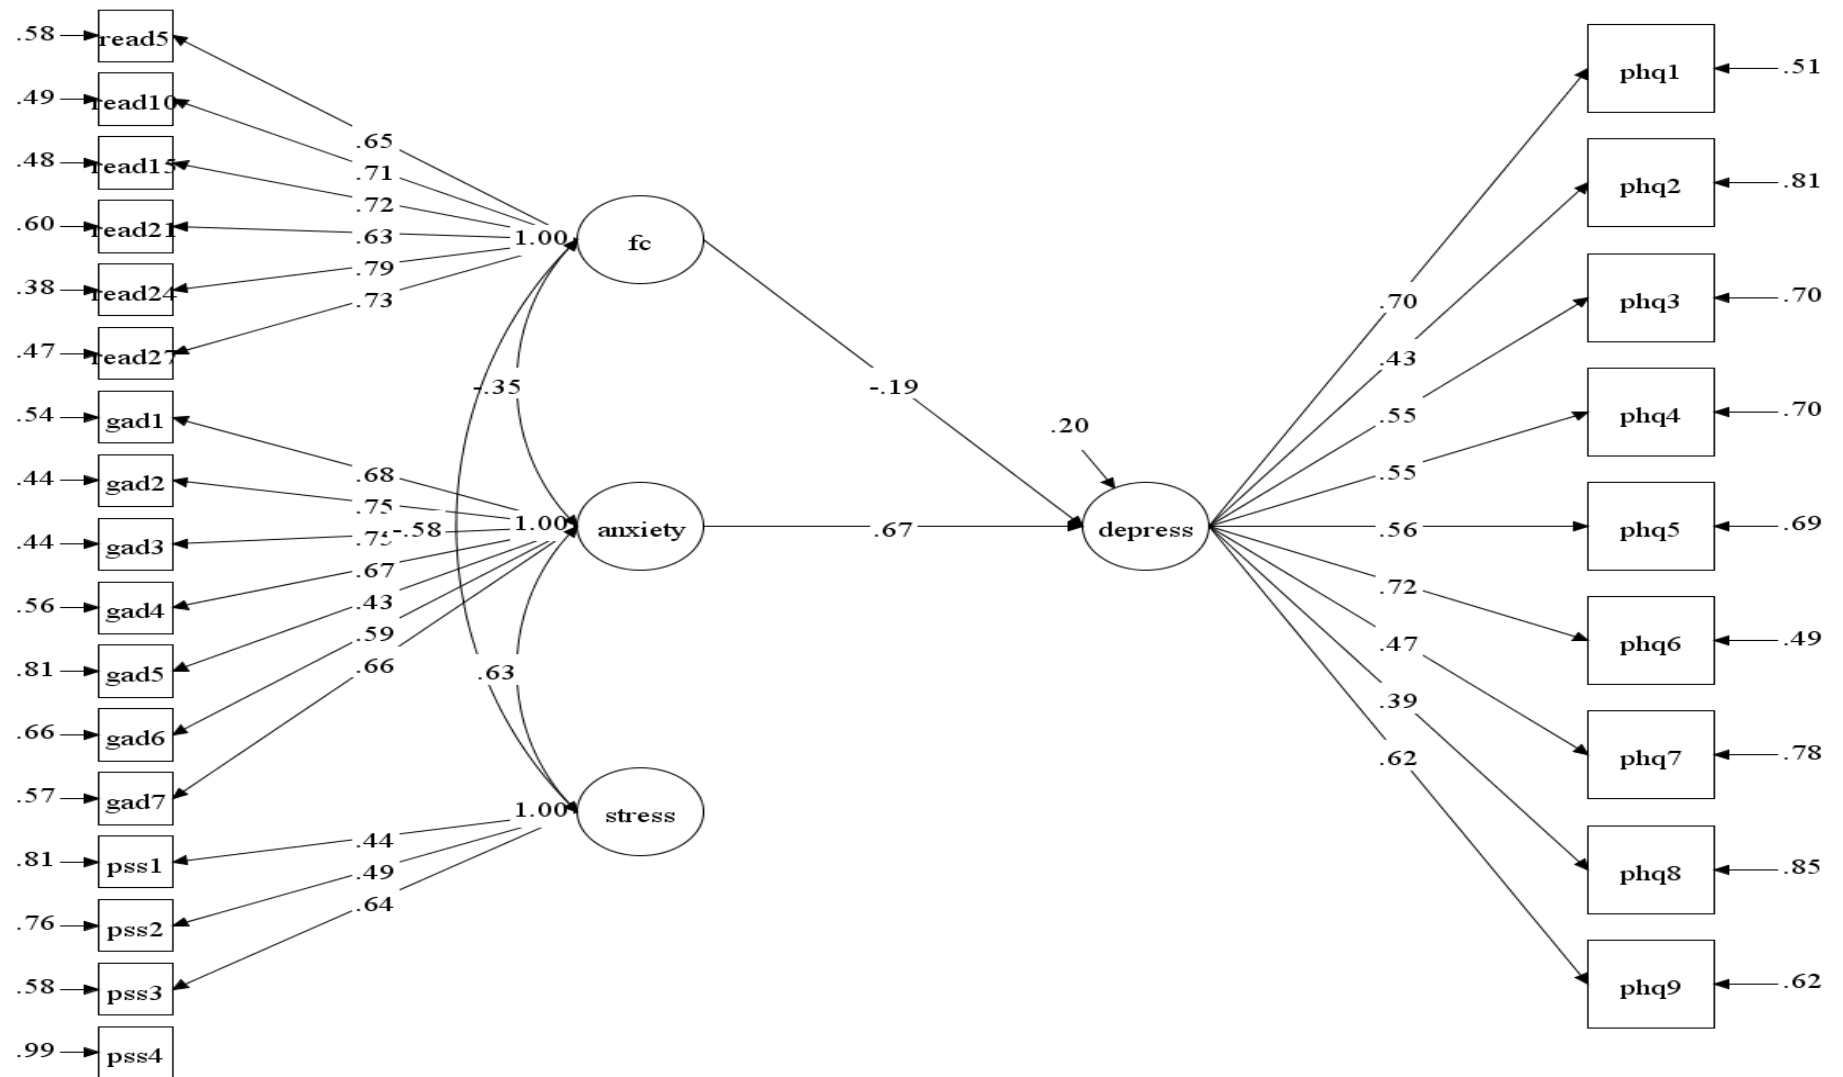 .58 read5
.49 read10
.48 read15
.60 read21
.38 read24
.47 read27
.54 gad1
.44 gad2
.44 gad3
.56 gad4
.81 gad5
.66 gad6
.57 gad7
.81 pss1
.76 pss2
.58 pss3
.99 pss4
.65
.71
.72
.63
.79
.73
.68
.75
-.58
.67
.43
.59
.66
.44
.49
.64
1.00 fc
-.35
1.00 anxiety
.63
1.00 stress
-.19
.67
.20
depress
.70
.43
.55
.55
.56
.72
.47
.39
.62
phq1 .51
phq2 .81
phq3 .70
phq4 .70
phq5 .69
phq6 .49
phq7 .78
phq8 .85
phq9 .62